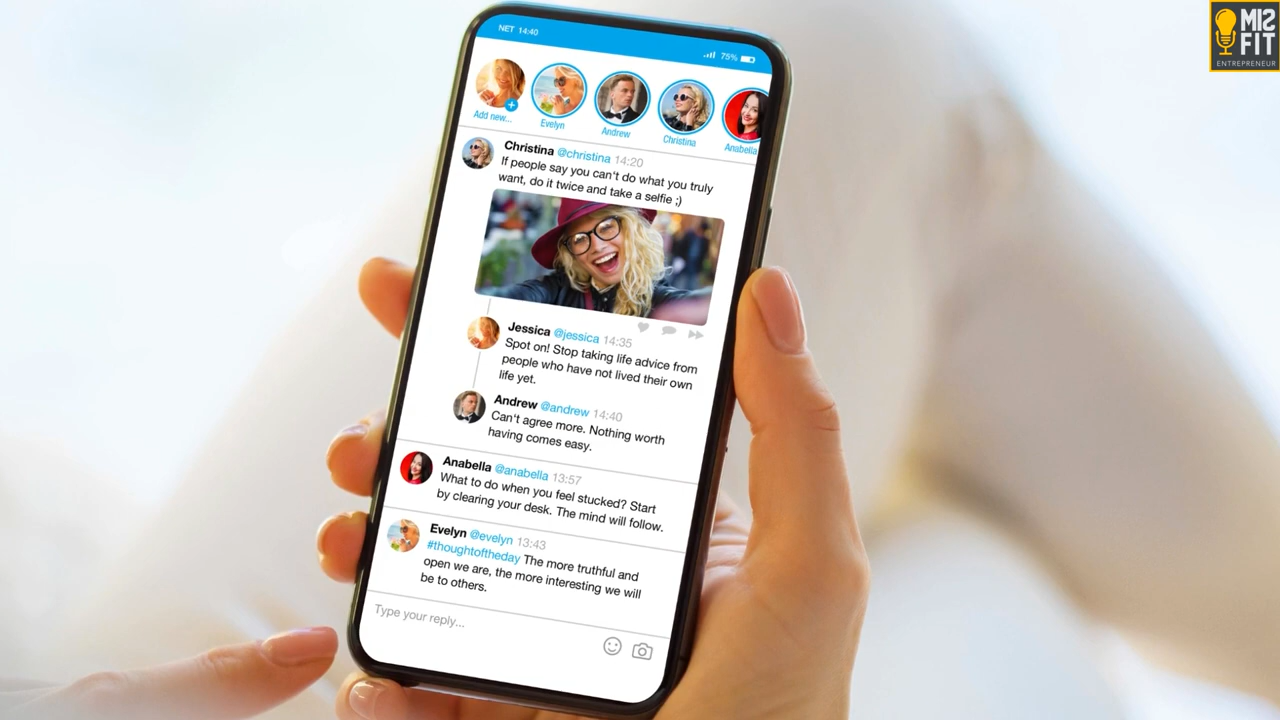 NET 14:40
75%
MISFIT
ENTREPRENEUR
Add new...
Evelyn
Andrew
Christina
Anabella
Christina @christina 14:20
If people say you can't do what you truly
want, do it twice and take a selfie ;)
Jessica @jessica 14:35
Spot on! Stop taking life advice from
people who have not lived their own
life yet.
Andrew @andrew 14:40
Can't agree more. Nothing worth
having comes easy.
Anabella @anabella 13:57
What to do when you feel stucked? Start
by clearing your desk. The mind will follow.
Evelyn @evelyn 13:43
#thoughtoftheday The more truthful and
open we are, the more interesting we will
be to others.
Type your reply...